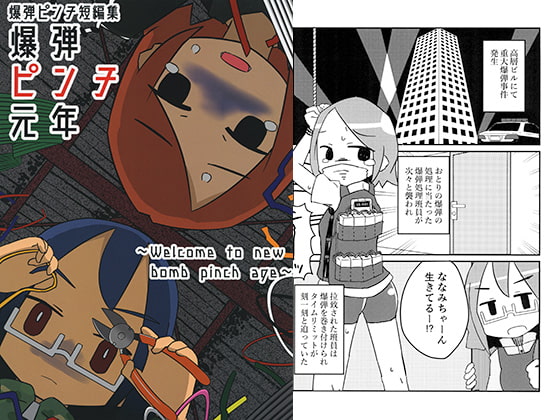 爆弾ピンチ短編集
爆弾
ピンチ
元年
~Welcome to new
bomb pinch age~
高層ビルにて
重大爆弾事件
発生
おとりの爆弾の
処理に当たった
爆弾処理班員が
次々と襲われ
ななみちゃーん
生きてるー!?
拉致された班員は
爆弾を巻き付けられ
タイムリミットが
刻一刻と迫っていた